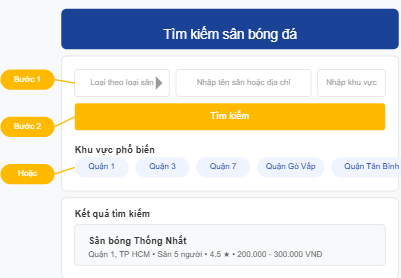 Tìm kiếm sân bóng đá
Bước 1
Loại theo loại sân
Nhập tên sân hoặc địa chỉ
Nhập khu vực
Bước 2
Tìm kiếm
Khu vực phổ biến
Hoặc
Quận 1
Quận 3
Quận 7
Quận Gò Vấp
Quận Tân Bình
Kết quả tìm kiếm
Sân bóng Thống Nhất
Quận 1, TP HCM • Sân 5 người • 4.5 ★ • 200.000 - 300.000 VNĐ